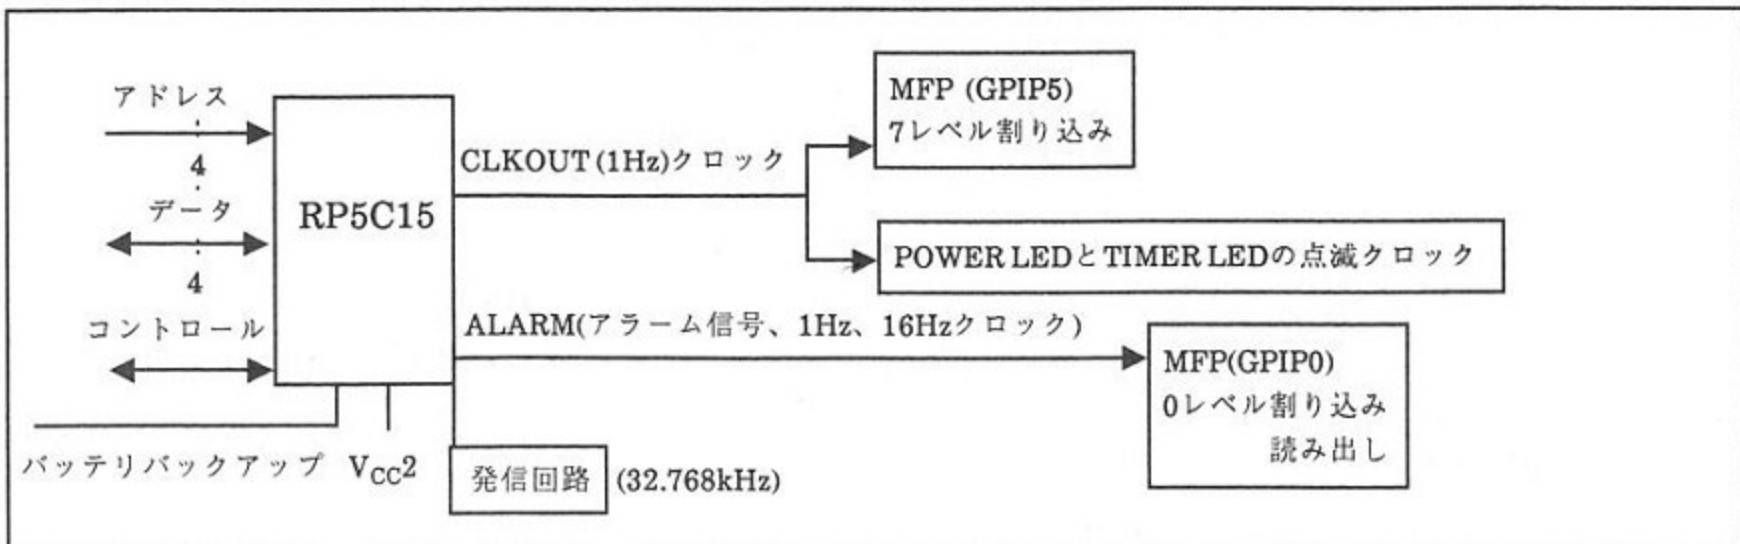 アドレス
4
データ
4
コントロール
バッテリバックアップ
VCC2
RP5C15
発信回路
(32.768kHz)
CLKOUT(1Hz)クロック
MFP (GPIP5)
7レベル割り込み
POWER LEDとTIMER LEDの点滅クロック
ALARM(アラーム信号、1Hz、16Hzクロック)
MFP(GPIP0)
0レベル割り込み
読み出し